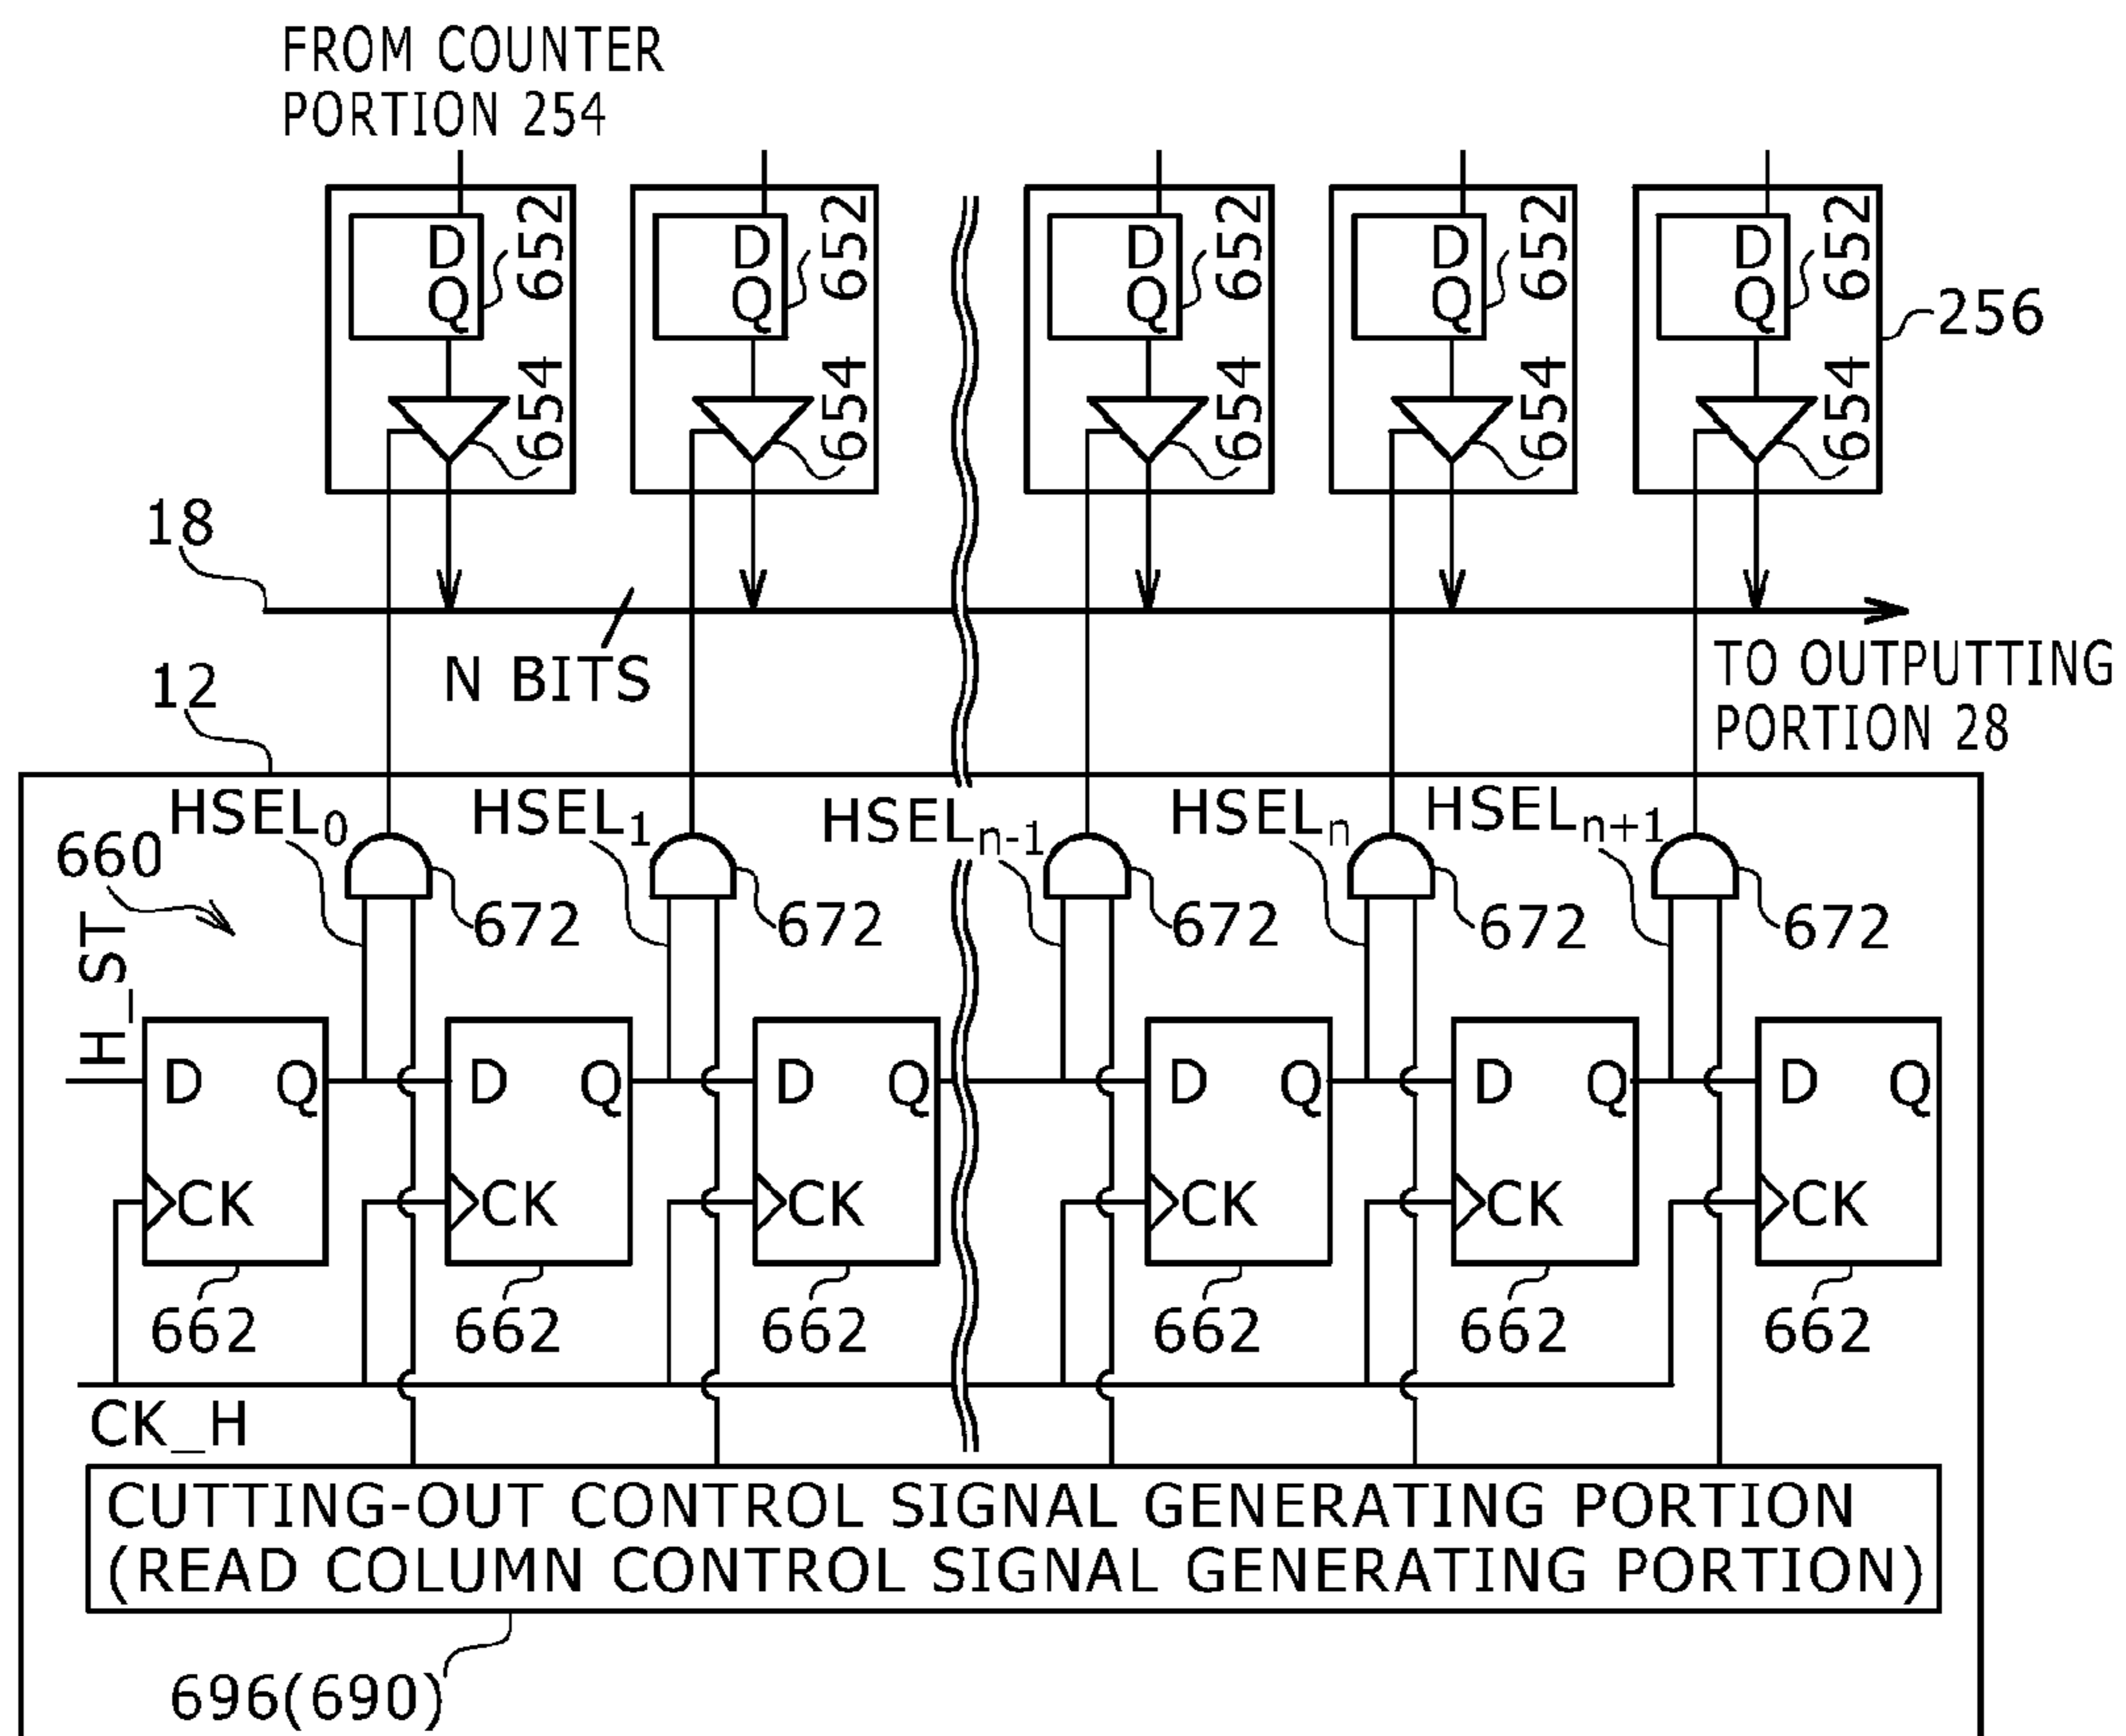 FROM COUNTER
PORTION 254
D D D D D
Q Q Q Q Q
652 652 652 652 652
256
654 654 654 654 654
18
N BITS
TO OUTPUTTING
PORTION 28
12
HSEL0 HSEL1 HSELn-1 HSELn HSELn+1
660
672 672 672 672 672
H_ST
D Q D Q D Q D Q D Q D Q
CK CK CK CK CK CK
662 662 662 662 662 662
CK_H
CUTTING-OUT CONTROL SIGNAL GENERATING PORTION
(READ COLUMN CONTROL SIGNAL GENERATING PORTION)
696(690)